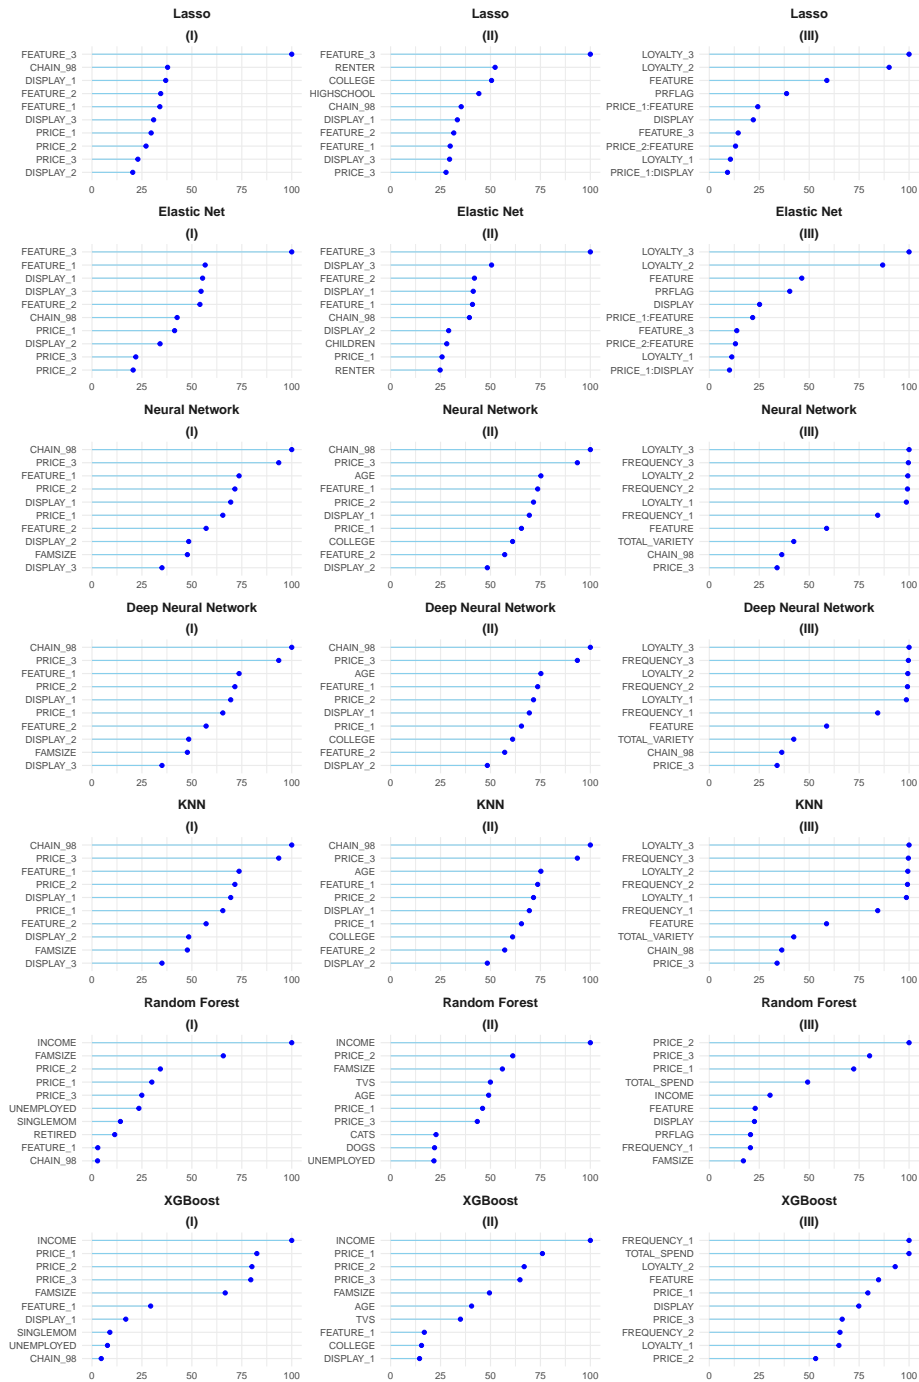 Lasso
(I)
FEATURE_3
CHAIN_98
DISPLAY_1
FEATURE_2
FEATURE_1
DISPLAY_3
PRICE_1
PRICE_2
PRICE_3
DISPLAY_2
0 25 50 75 100
Lasso
(II)
FEATURE_3
RENTER
COLLEGE
HIGHSCHOOL
CHAIN_98
DISPLAY_1
FEATURE_2
FEATURE_1
DISPLAY_3
PRICE_3
0 25 50 75 100
Lasso
(III)
LOYALTY_3
LOYALTY_2
FEATURE
PRFLAG
PRICE_1:FEATURE
DISPLAY
FEATURE_3
PRICE_2:FEATURE
LOYALTY_1
PRICE_1:DISPLAY
0 25 50 75 100
Elastic Net
(I)
FEATURE_3
FEATURE_1
DISPLAY_1
DISPLAY_3
FEATURE_2
CHAIN_98
PRICE_1
DISPLAY_2
PRICE_3
PRICE_2
0 25 50 75 100
Elastic Net
(II)
FEATURE_3
DISPLAY_3
FEATURE_2
DISPLAY_1
FEATURE_1
CHAIN_98
DISPLAY_2
CHILDREN
PRICE_1
RENTER
0 25 50 75 100
Elastic Net
(III)
LOYALTY_3
LOYALTY_2
FEATURE
PRFLAG
DISPLAY
PRICE_1:FEATURE
FEATURE_3
PRICE_2:FEATURE
LOYALTY_1
PRICE_1:DISPLAY
0 25 50 75 100
Neural Network
(I)
CHAIN_98
PRICE_3
FEATURE_1
PRICE_2
DISPLAY_1
PRICE_1
FEATURE_2
DISPLAY_2
FAMSIZE
DISPLAY_3
0 25 50 75 100
Neural Network
(II)
CHAIN_98
PRICE_3
AGE
FEATURE_1
PRICE_2
DISPLAY_1
PRICE_1
COLLEGE
FEATURE_2
DISPLAY_2
0 25 50 75 100
Neural Network
(III)
LOYALTY_3
FREQUENCY_3
LOYALTY_2
FREQUENCY_2
LOYALTY_1
FREQUENCY_1
FEATURE
TOTAL_VARIETY
CHAIN_98
PRICE_3
0 25 50 75 100
Deep Neural Network
(I)
CHAIN_98
PRICE_3
FEATURE_1
PRICE_2
DISPLAY_1
PRICE_1
FEATURE_2
DISPLAY_2
FAMSIZE
DISPLAY_3
0 25 50 75 100
Deep Neural Network
(II)
CHAIN_98
PRICE_3
AGE
FEATURE_1
PRICE_2
DISPLAY_1
PRICE_1
COLLEGE
FEATURE_2
DISPLAY_2
0 25 50 75 100
Deep Neural Network
(III)
LOYALTY_3
FREQUENCY_3
LOYALTY_2
FREQUENCY_2
LOYALTY_1
FREQUENCY_1
FEATURE
TOTAL_VARIETY
CHAIN_98
PRICE_3
0 25 50 75 100
KNN
(I)
CHAIN_98
PRICE_3
FEATURE_1
PRICE_2
DISPLAY_1
PRICE_1
FEATURE_2
DISPLAY_2
FAMSIZE
DISPLAY_3
0 25 50 75 100
KNN
(II)
CHAIN_98
PRICE_3
AGE
FEATURE_1
PRICE_2
DISPLAY_1
PRICE_1
COLLEGE
FEATURE_2
DISPLAY_2
0 25 50 75 100
KNN
(III)
LOYALTY_3
FREQUENCY_3
LOYALTY_2
FREQUENCY_2
LOYALTY_1
FREQUENCY_1
FEATURE
TOTAL_VARIETY
CHAIN_98
PRICE_3
0 25 50 75 100
Random Forest
(I)
INCOME
FAMSIZE
PRICE_2
PRICE_1
PRICE_3
UNEMPLOYED
SINGLEMOM
RETIRED
FEATURE_1
CHAIN_98
0 25 50 75 100
Random Forest
(II)
INCOME
PRICE_2
FAMSIZE
TVS
AGE
PRICE_1
PRICE_3
CATS
DOGS
UNEMPLOYED
0 25 50 75 100
Random Forest
(III)
PRICE_2
PRICE_3
PRICE_1
TOTAL_SPEND
INCOME
FEATURE
DISPLAY
PRFLAG
FREQUENCY_1
FAMSIZE
0 25 50 75 100
XGBoost
(I)
INCOME
PRICE_1
PRICE_2
PRICE_3
FAMSIZE
FEATURE_1
DISPLAY_1
SINGLEMOM
UNEMPLOYED
CHAIN_98
0 25 50 75 100
XGBoost
(II)
INCOME
PRICE_1
PRICE_2
PRICE_3
FAMSIZE
AGE
TVS
FEATURE_1
COLLEGE
DISPLAY_1
0 25 50 75 100
XGBoost
(III)
FREQUENCY_1
TOTAL_SPEND
LOYALTY_2
FEATURE
PRICE_1
DISPLAY
PRICE_3
FREQUENCY_2
LOYALTY_1
PRICE_2
0 25 50 75 100